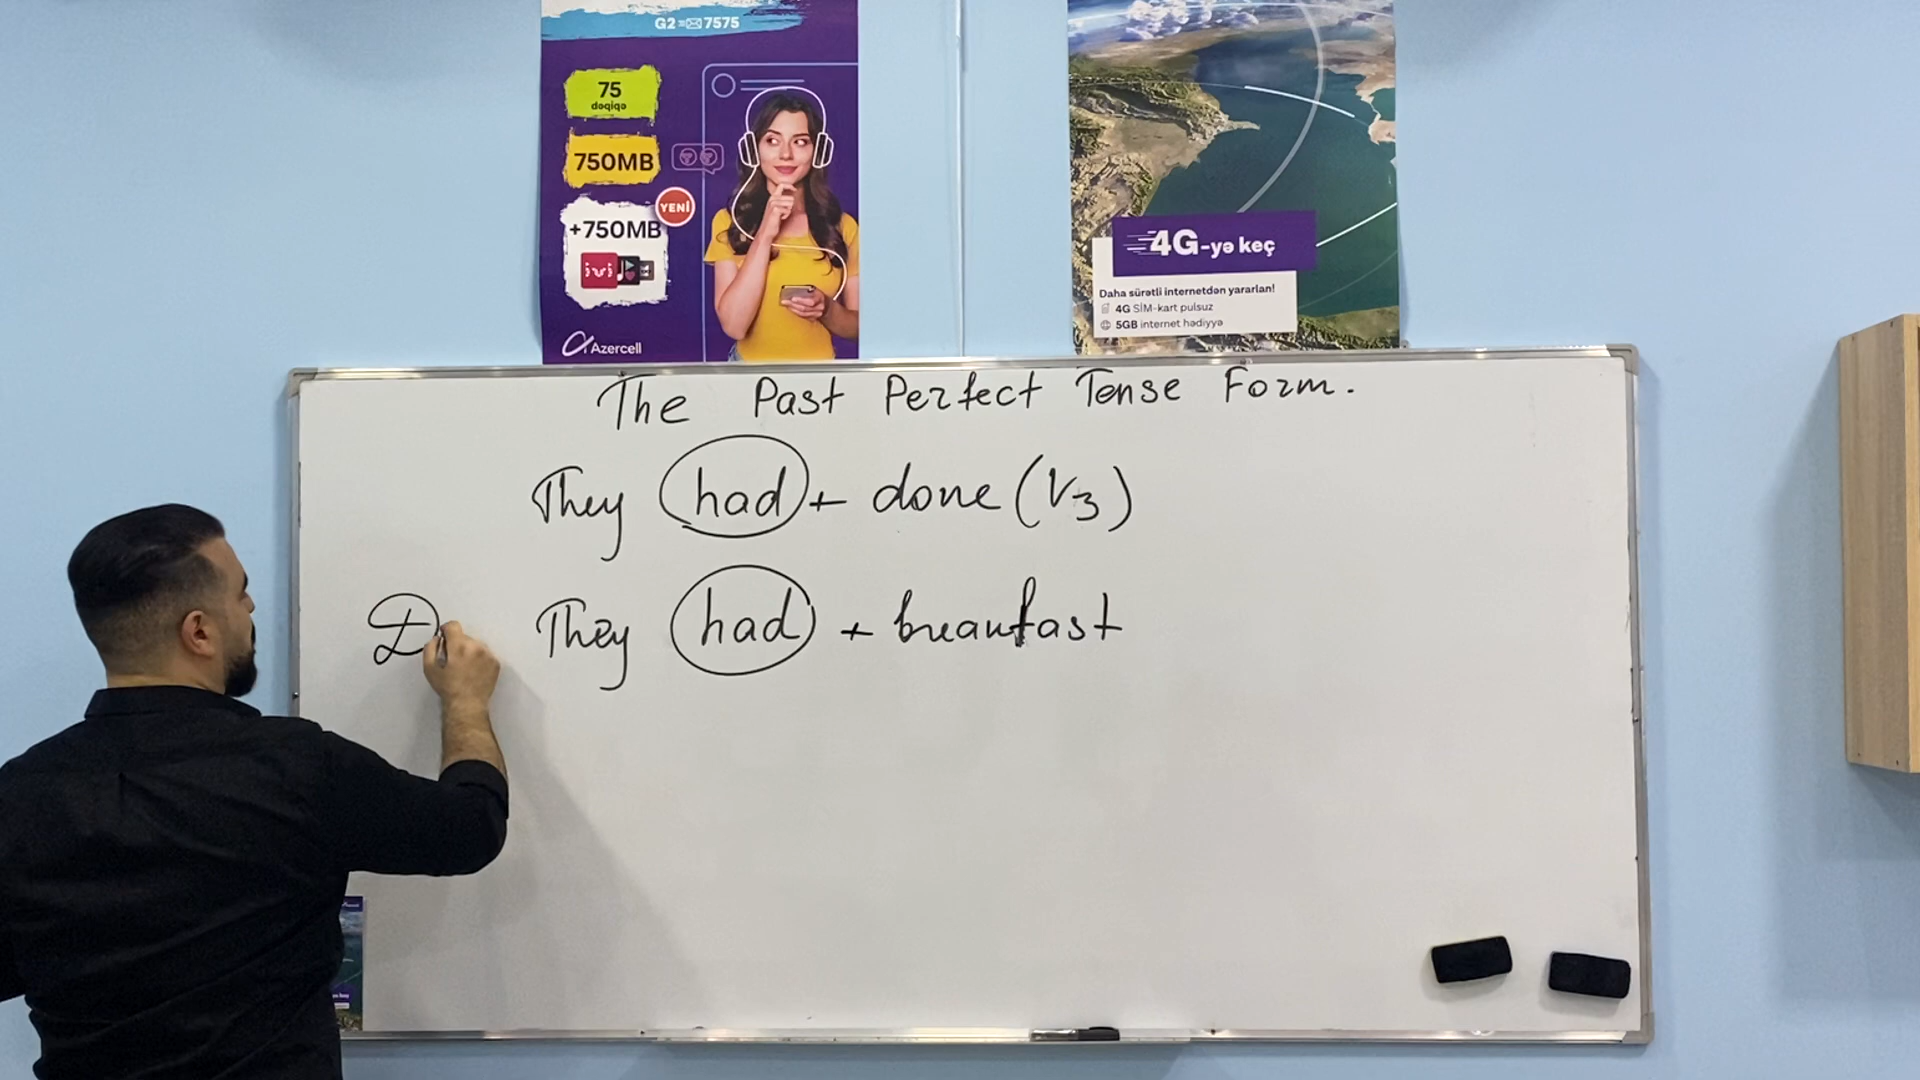 G2 ⇒ ✉ 7575
75
dəqiqə
750MB
YENİ
+750MB
ivi
Azercell
4G-yə keç
Daha sürətli internetdən yararlan!
4G SİM-kart pulsuz
5GB internet hədiyyə
The Past Perfect Tense Form.
They had + done (V3)
D They had + breakfast